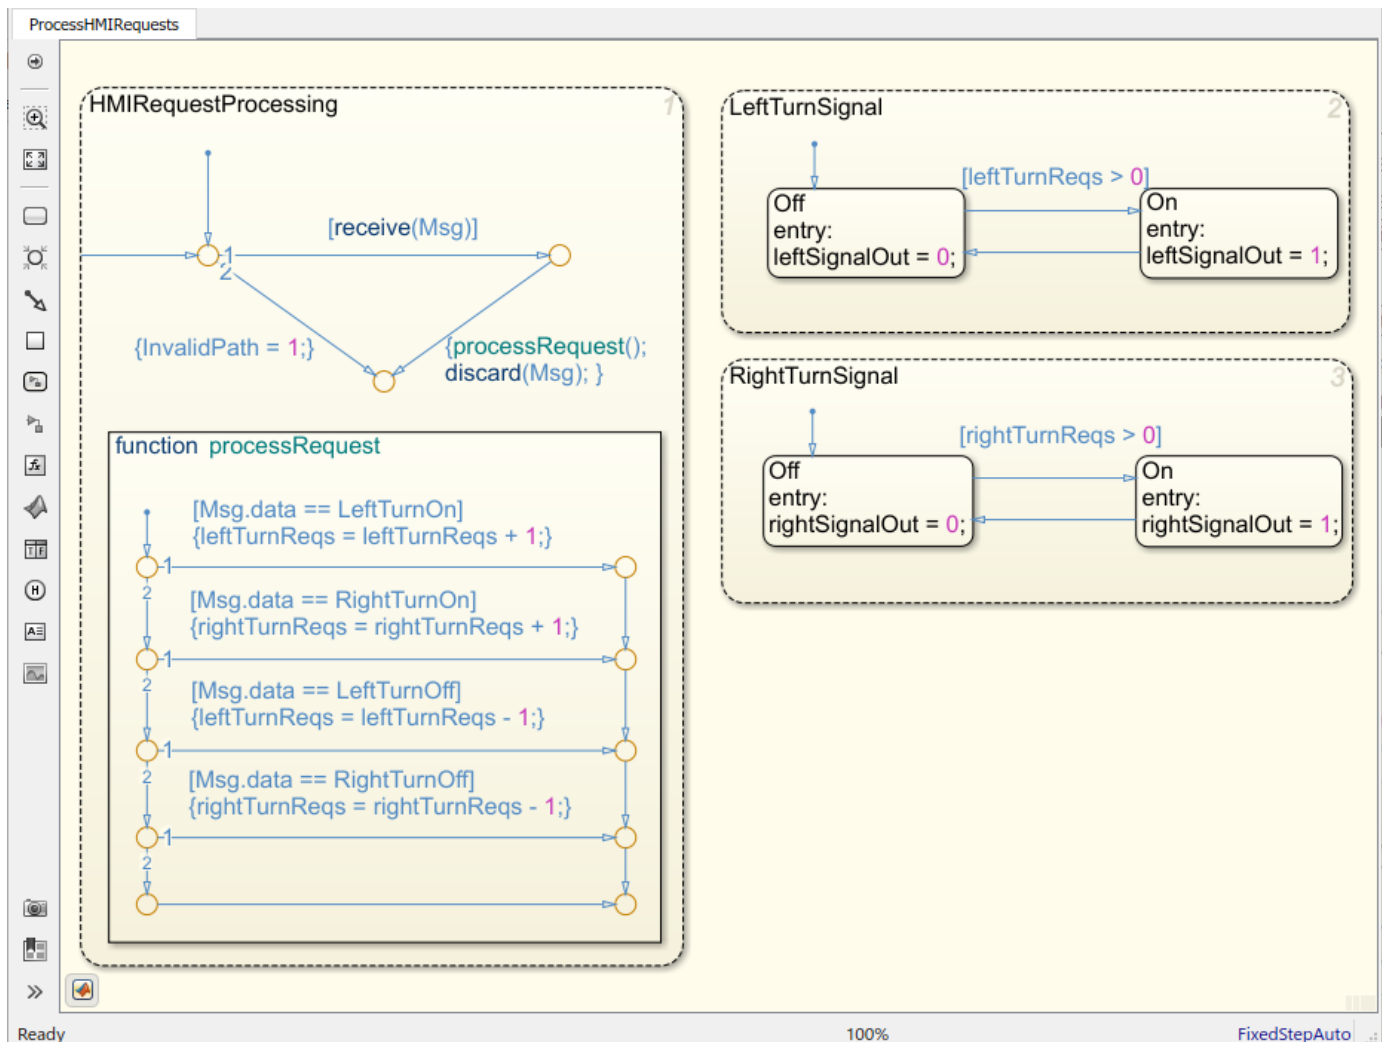 ProcessHMIRequests
HMIRequestProcessing
1
[receive(Msg)]
1
2
{InvalidPath = 1;}
{processRequest();
discard(Msg); }
function processRequest
[Msg.data == LeftTurnOn]
{leftTurnReqs = leftTurnReqs + 1;}
1
2
[Msg.data == RightTurnOn]
{rightTurnReqs = rightTurnReqs + 1;}
1
2
[Msg.data == LeftTurnOff]
{leftTurnReqs = leftTurnReqs - 1;}
1
2
[Msg.data == RightTurnOff]
{rightTurnReqs = rightTurnReqs - 1;}
1
2
LeftTurnSignal
2
[leftTurnReqs > 0]
Off
entry:
leftSignalOut = 0;
On
entry:
leftSignalOut = 1;
RightTurnSignal
3
[rightTurnReqs > 0]
Off
entry:
rightSignalOut = 0;
On
entry:
rightSignalOut = 1;
Ready
100%
FixedStepAuto